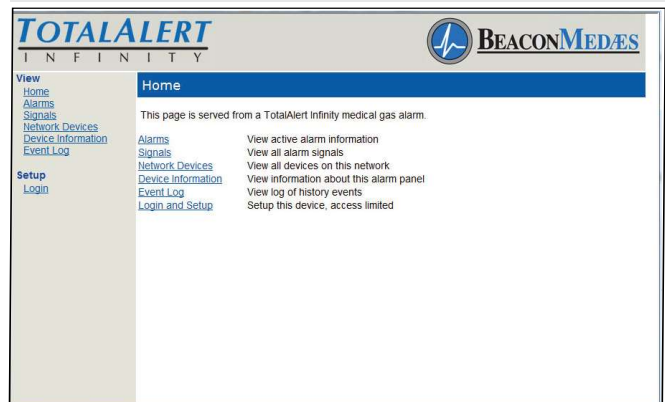 TOTALALERT
INFINITY
BEACONMEDÆS
View
Home
Alarms
Signals
Network Devices
Device Information
Event Log
Setup
Login
Home
This page is served from a TotalAlert Infinity medical gas alarm.
Alarms View active alarm information
Signals View all alarm signals
Network Devices View all devices on this network
Device Information View information about this alarm panel
Event Log View log of history events
Login and Setup Setup this device, access limited